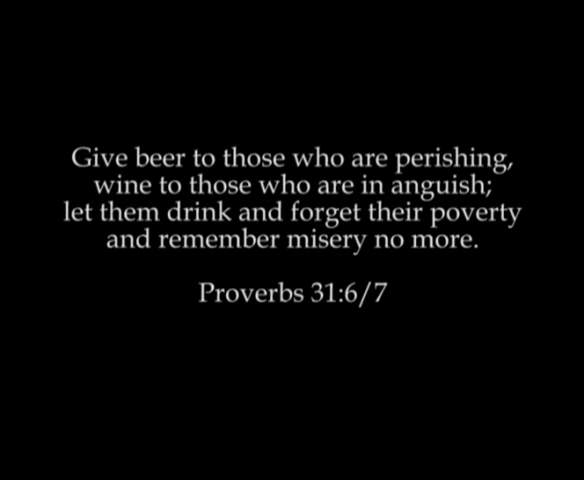 Give beer to those who are perishing,
wine to those who are in anguish;
let them drink and forget their poverty
and remember misery no more.
Proverbs 31:6/7